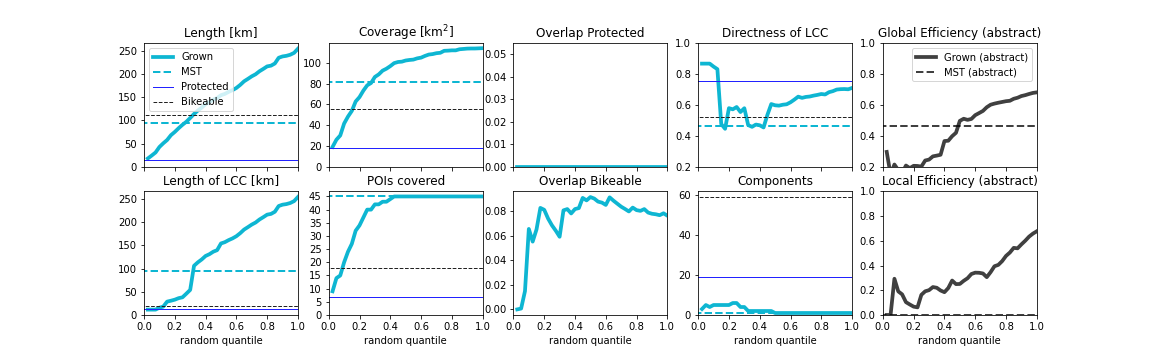 Length [km]
Coverage [km²]
Overlap Protected
Directness of LCC
Global Efficiency (abstract)
250
200
150
100
50
0
Grown
MST
Protected
Bikeable
100
80
60
40
20
0
0.05
0.04
0.03
0.02
0.01
0.00
1.0
0.8
0.6
0.4
0.2
1.0
0.8
0.6
0.4
0.2
Grown (abstract)
MST (abstract)
Length of LCC [km]
POIs covered
Overlap Bikeable
Components
Local Efficiency (abstract)
250
200
150
100
50
0
45
40
35
30
25
20
15
10
5
0
0.08
0.06
0.04
0.02
0.00
60
40
20
0
1.0
0.8
0.6
0.4
0.2
0.0
0.0 0.2 0.4 0.6 0.8 1.0
0.0 0.2 0.4 0.6 0.8 1.0
0.0 0.2 0.4 0.6 0.8 1.0
0.0 0.2 0.4 0.6 0.8 1.0
0.0 0.2 0.4 0.6 0.8 1.0
random quantile
random quantile
random quantile
random quantile
random quantile